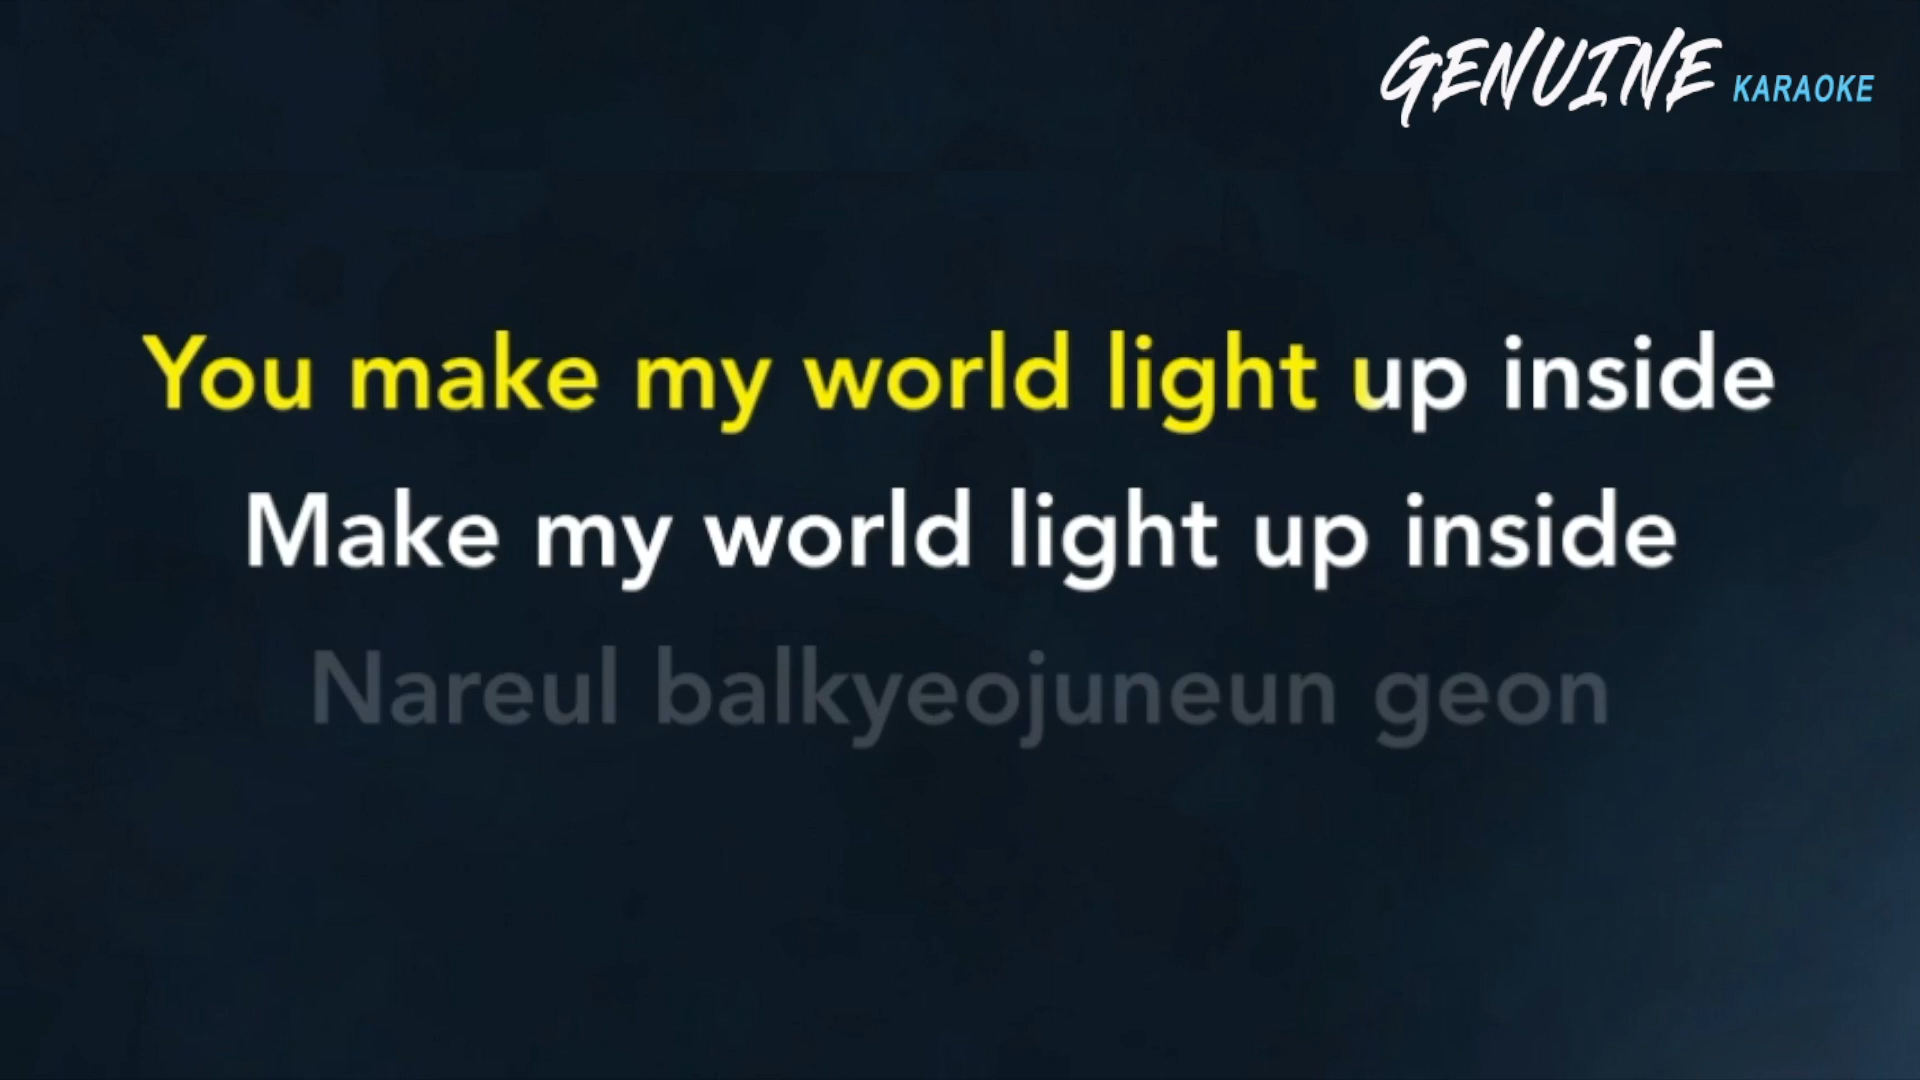 GENUINE KARAOKE
You make my world light up inside
Make my world light up inside
Nareul balkyeojuneun geon